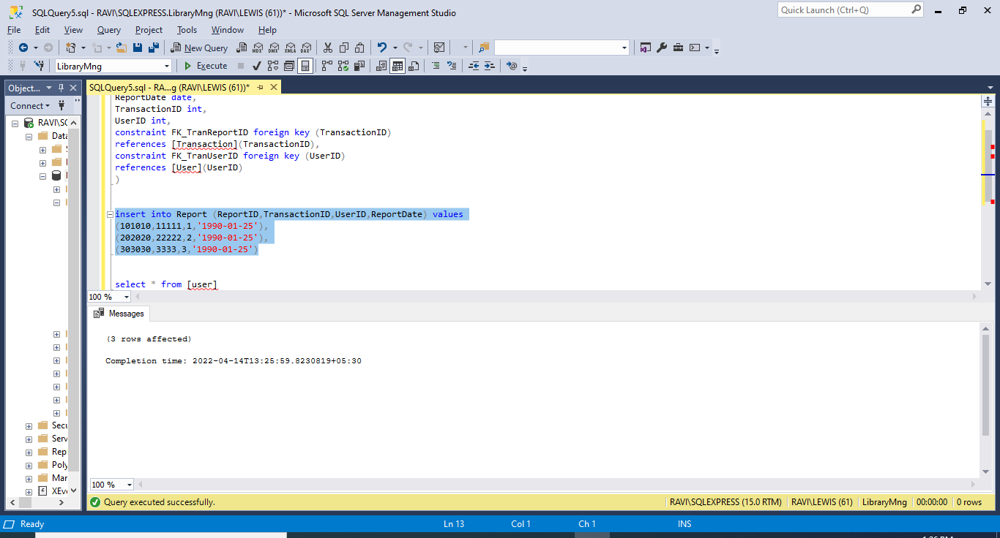 SQLQuery5.sql - RAVI\SQLEXPRESS.LibraryMng (RAVI\LEWIS (61))* - Microsoft SQL Server Management Studio
Quick Launch (Ctrl+Q)
File Edit View Query Project Tools Window Help
New Query MDX DMX XMLA DAX
LibraryMng Execute
Object...
SQLQuery5.sql - RA...g (RAVI\LEWIS (61))*
Connect
RAVI\SC
Data
Secu
Serv
Rep
Poly
Mar
XEve
ReportDate date,
TransactionID int,
UserID int,
constraint FK_TranReportID foreign key (TransactionID)
references [Transaction](TransactionID),
constraint FK_TranUserID foreign key (UserID)
references [User](UserID)
)
insert into Report (ReportID,TransactionID,UserID,ReportDate) values
(101010,11111,1,'1990-01-25'),
(202020,22222,2,'1990-01-25'),
(303030,3333,3,'1990-01-25')
select * from [user]
100 %
Messages
(3 rows affected)
Completion time: 2022-04-14T13:25:59.8230819+05:30
100 %
Query executed successfully. RAVI\SQLEXPRESS (15.0 RTM) RAVI\LEWIS (61) LibraryMng 00:00:00 0 rows
Ready Ln 13 Col 1 Ch 1 INS